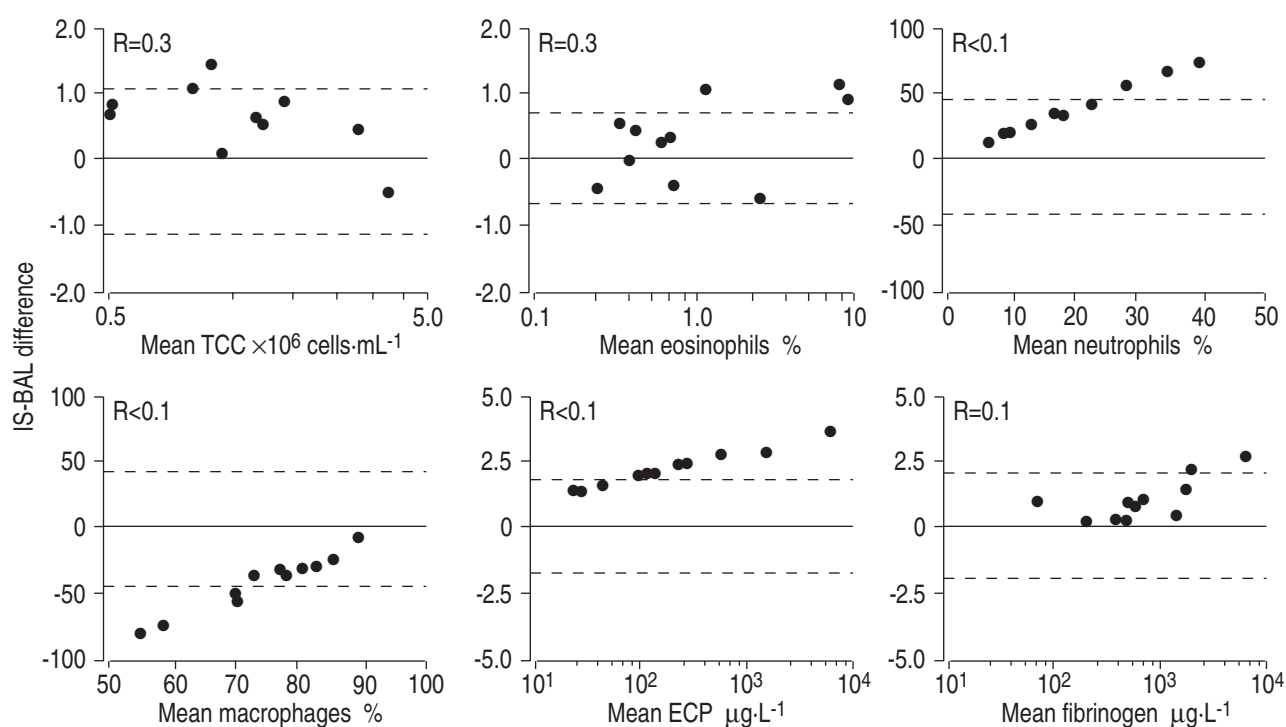 IS-BAL difference
R=0.3
2.0
1.0
0
-1.0
-2.0
0.5 5.0
Mean TCC ×10⁶ cells·mL⁻¹
R=0.3
2.0
1.0
0
-1.0
-2.0
0.1 1.0 10
Mean eosinophils %
R<0.1
100
50
0
-50
-100
0 10 20 30 40 50
Mean neutrophils %
R<0.1
100
50
0
-50
-100
50 60 70 80 90 100
Mean macrophages %
R<0.1
5.0
2.5
0
-2.5
-5.0
10¹ 10² 10³ 10⁴
Mean ECP μg·L⁻¹
R=0.1
5.0
2.5
0
-2.5
-5.0
10¹ 10² 10³ 10⁴
Mean fibrinogen μg·L⁻¹